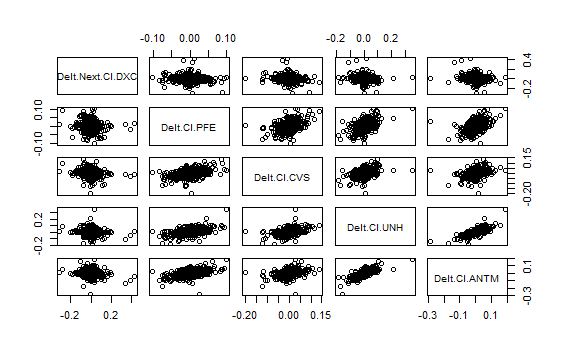 -0.10 0.00 0.10 -0.2 0.0 0.2
Delt.Next.Cl.DXC -0.2 0.4
-0.10 0.10 Delt.Cl.PFE
Delt.Cl.CVS -0.20 0.00 0.15
-0.2 0.2 Delt.Cl.UNH
Delt.Cl.ANTM -0.3 -0.1 0.1
-0.2 0.2 -0.20 0.00 0.15 -0.3 -0.1 0.1